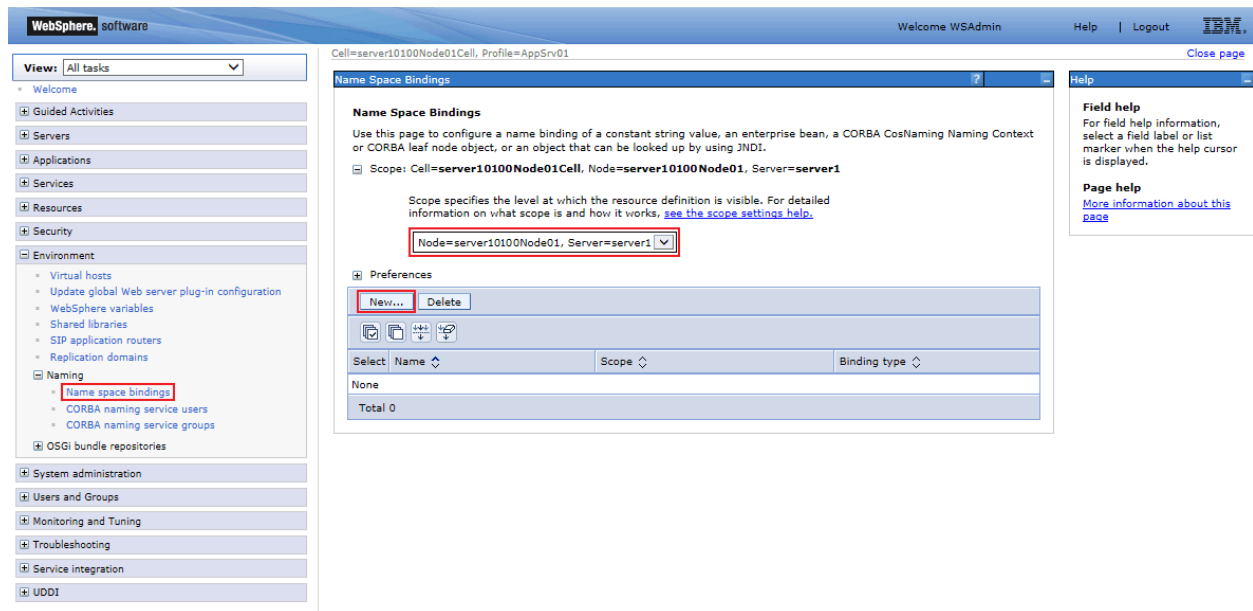 WebSphere. software
Welcome WSAdmin
Help | Logout
IBM.
View: All tasks
Welcome
Guided Activities
Servers
Applications
Services
Resources
Security
Environment
Virtual hosts
Update global Web server plug-in configuration
WebSphere variables
Shared libraries
SIP application routers
Replication domains
Naming
Name space bindings
CORBA naming service users
CORBA naming service groups
OSGi bundle repositories
System administration
Users and Groups
Monitoring and Tuning
Troubleshooting
Service integration
UDDI
Cell=server10100Node01Cell, Profile=AppSrv01
Close page
Name Space Bindings
?
Name Space Bindings
Use this page to configure a name binding of a constant string value, an enterprise bean, a CORBA CosNaming Naming Context
or CORBA leaf node object, or an object that can be looked up by using JNDI.
Scope: Cell=server10100Node01Cell, Node=server10100Node01, Server=server1
Scope specifies the level at which the resource definition is visible. For detailed
information on what scope is and how it works, see the scope settings help.
Node=server10100Node01, Server=server1
Preferences
New... Delete
Select Name Scope Binding type
None
Total 0
Help
Field help
For field help information,
select a field label or list
marker when the help cursor
is displayed.
Page help
More information about this
page